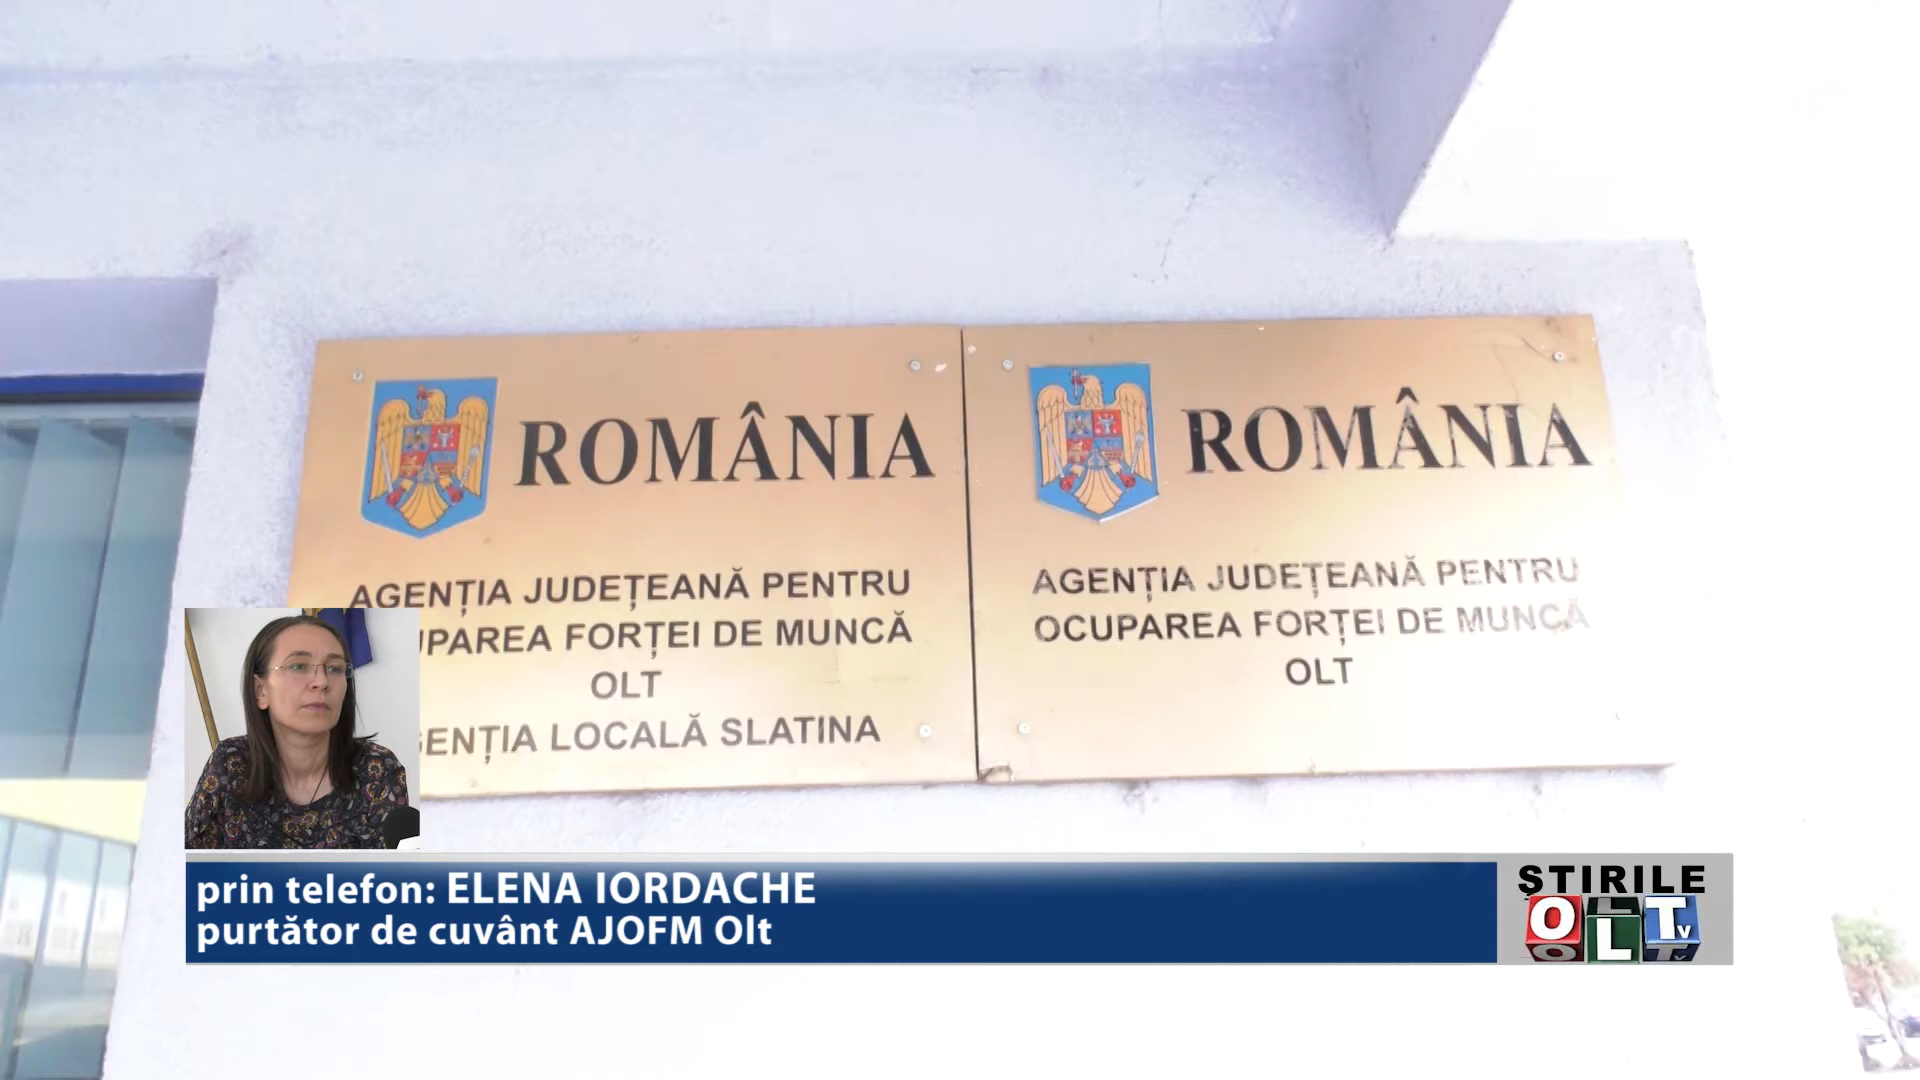 ROMÂNIA
AGENȚIA JUDEȚEANĂ PENTRU
OCUPAREA FORȚEI DE MUNCĂ
OLT
AGENȚIA LOCALĂ SLATINA
ROMÂNIA
AGENȚIA JUDEȚEANĂ PENTRU
OCUPAREA FORȚEI DE MUNCĂ
OLT
prin telefon: ELENA IORDACHE
purtător de cuvânt AJOFM Olt
ȘTIRILE
OLT TV